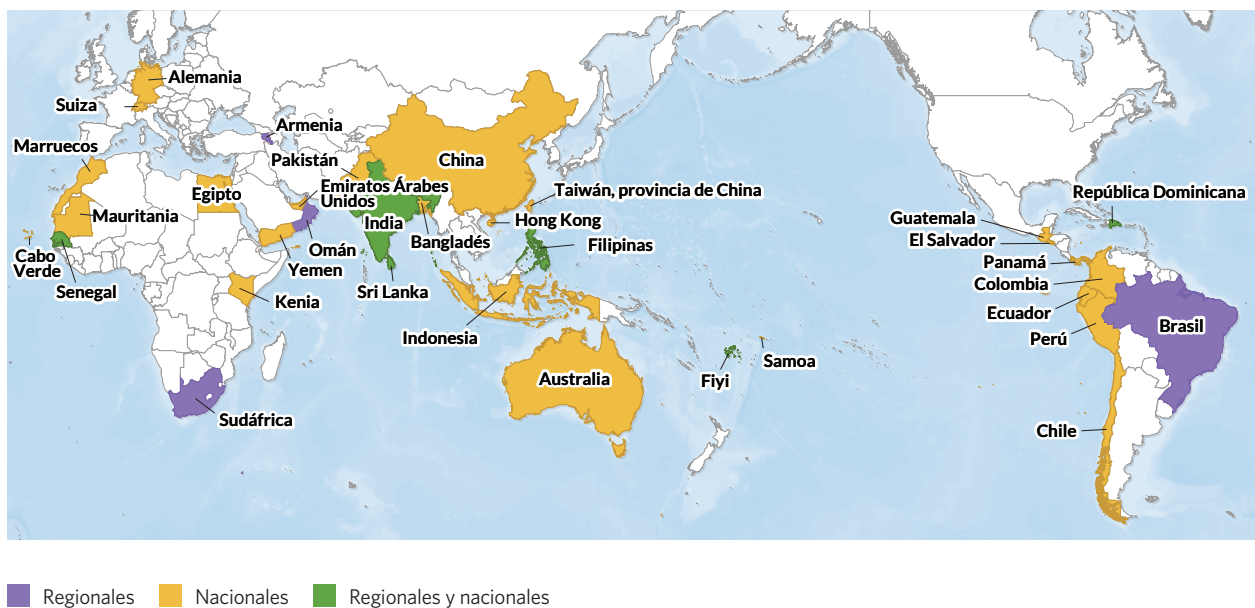 Alemania
Suiza
Armenia
Marruecos
Pakistán
China
Emiratos Árabes
Unidos
Egipto
Taiwán, provincia de China
República Dominicana
Mauritania
India
Hong Kong
Guatemala
Bangladés
Filipinas
El Salvador
Omán
Cabo
Verde
Yemen
Panamá
Senegal
Kenia
Sri Lanka
Colombia
Ecuador
Indonesia
Perú
Brasil
Samoa
Australia
Fiyi
Sudáfrica
Chile
Regionales
Nacionales
Regionales y nacionales